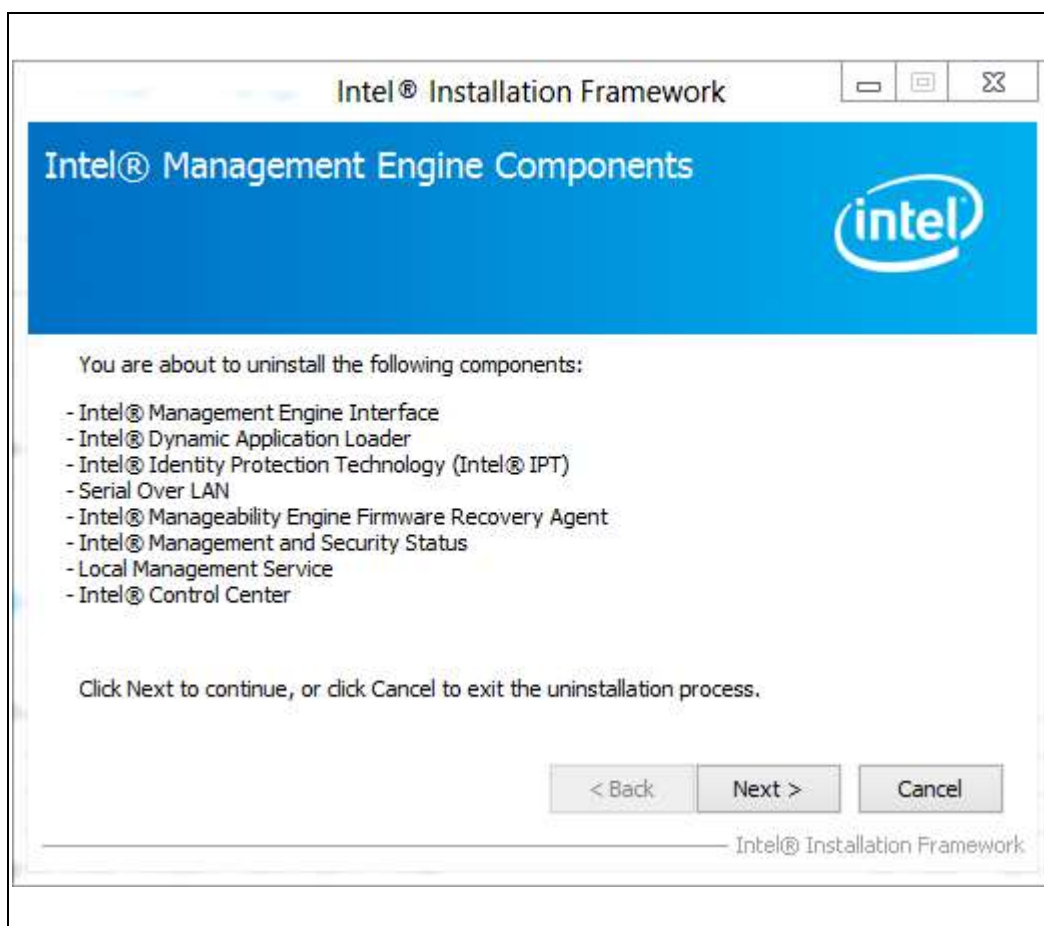 Intel® Installation Framework
Intel® Management Engine Components
intel
You are about to uninstall the following components:
- Intel® Management Engine Interface
- Intel® Dynamic Application Loader
- Intel® Identity Protection Technology (Intel® IPT)
- Serial Over LAN
- Intel® Manageability Engine Firmware Recovery Agent
- Intel® Management and Security Status
- Local Management Service
- Intel® Control Center
Click Next to continue, or click Cancel to exit the uninstallation process.
< Back Next > Cancel
Intel® Installation Framework